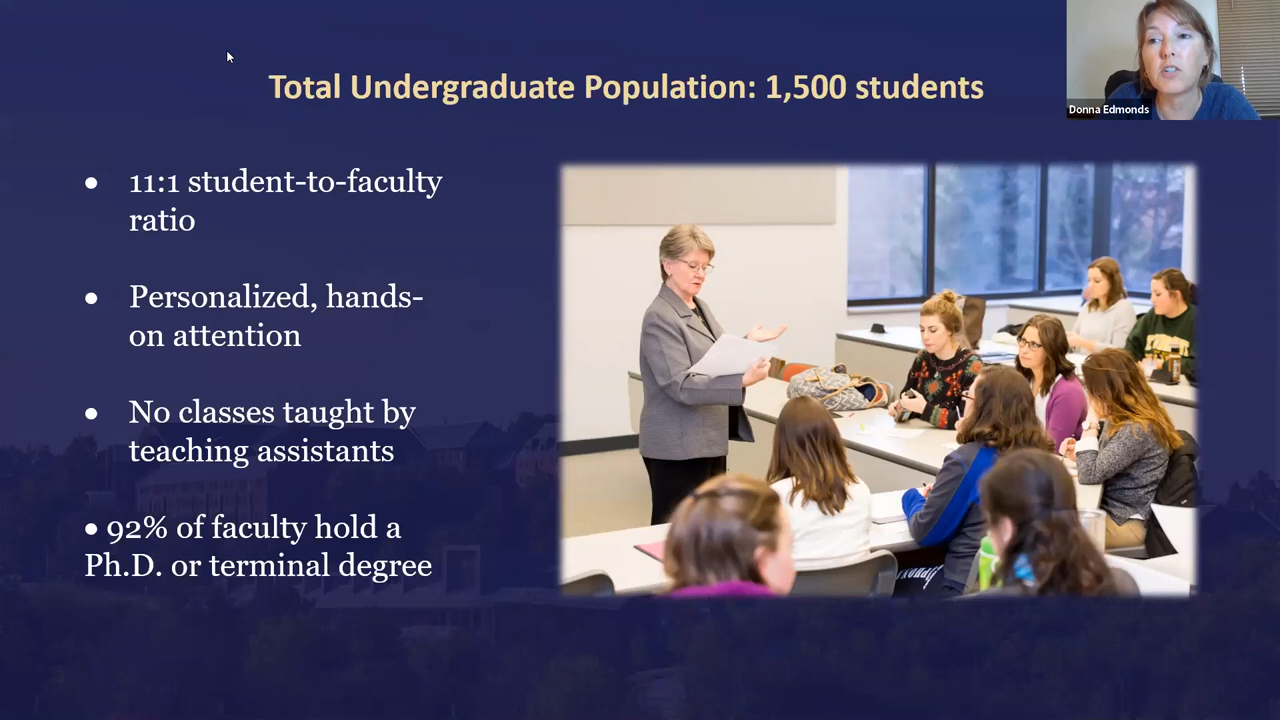 Total Undergraduate Population: 1,500 students
Donna Edmonds
• 11:1 student-to-faculty
ratio
• Personalized, hands-
on attention
• No classes taught by
teaching assistants
• 92% of faculty hold a
Ph.D. or terminal degree